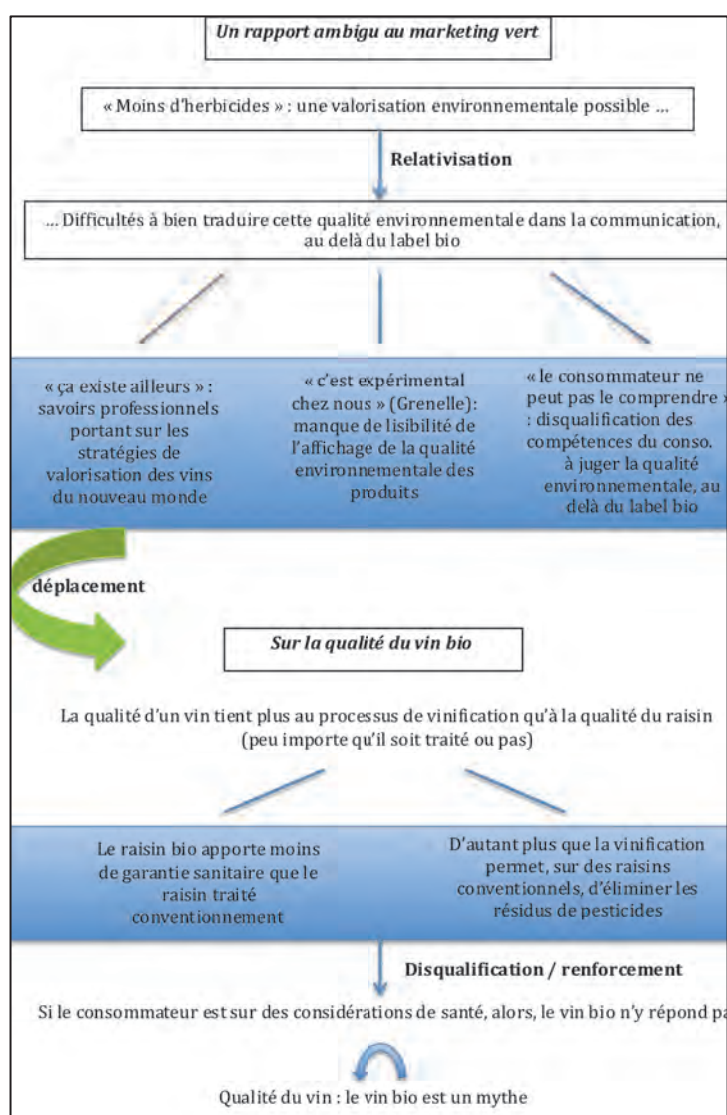 Un rapport ambigu au marketing vert
« Moins d'herbicides » : une valorisation environnementale possible …
Relativisation
… Difficultés à bien traduire cette qualité environnementale dans la communication,
au delà du label bio
« ça existe ailleurs » :
savoirs professionnels
portant sur les
stratégies de
valorisation des vins
du nouveau monde
« c'est expérimental
chez nous » (Grenelle):
manque de lisibilité de
l'affichage de la qualité
environnementale des
produits
« le consommateur ne
peut pas le comprendre »
: disqualification des
compétences du conso.
à juger la qualité
environnementale, au
delà du label bio
déplacement
Sur la qualité du vin bio
La qualité d'un vin tient plus au processus de vinification qu'à la qualité du raisin
(peu importe qu'il soit traité ou pas)
Le raisin bio apporte moins
de garantie sanitaire que le
raisin traité
conventionnement
D'autant plus que la vinification
permet, sur des raisins
conventionnels, d'éliminer les
résidus de pesticides
Disqualification / renforcement
Si le consommateur est sur des considérations de santé, alors, le vin bio n'y répond pa
Qualité du vin : le vin bio est un mythe